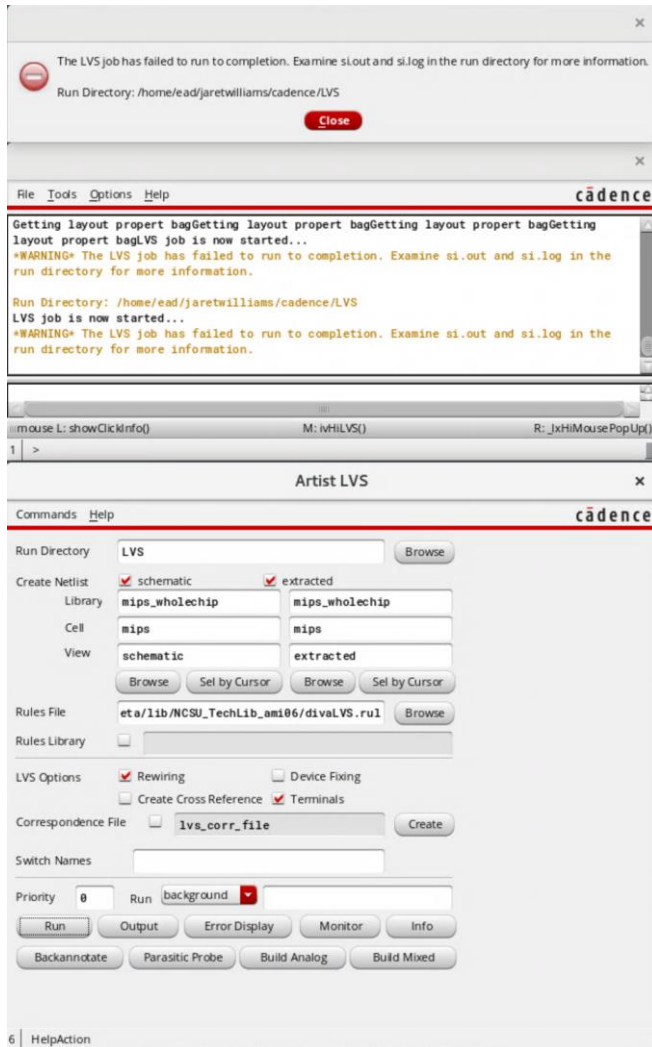 The LVS job has failed to run to completion. Examine si.out and si.log in the run directory for more information.
Run Directory: /home/ead/jaretwilliams/cadence/LVS
Close
File Tools Options Help cādence
Getting layout propert bagGetting layout propert bagGetting layout propert bagGetting
layout propert bagLVS job is now started...
*WARNING* The LVS job has failed to run to completion. Examine si.out and si.log in the
run directory for more information.
Run Directory: /home/ead/jaretwilliams/cadence/LVS
LVS job is now started...
*WARNING* The LVS job has failed to run to completion. Examine si.out and si.log in the
run directory for more information.
mouse L: showClickInfo() M: ivHiLVS() R: _lxHiMousePopUp()
1 >
Artist LVS
Commands Help cādence
Run Directory LVS Browse
Create Netlist schematic extracted
Library mips_wholechip mips_wholechip
Cell mips mips
View schematic extracted
Browse Sel by Cursor Browse Sel by Cursor
Rules File eta/lib/NCSU_TechLib_ami06/divaLVS.rul Browse
Rules Library
LVS Options Rewiring Device Fixing
Create Cross Reference Terminals
Correspondence File lvs_corr_file Create
Switch Names
Priority 0 Run background
Run Output Error Display Monitor Info
Backannotate Parasitic Probe Build Analog Build Mixed
6 HelpAction